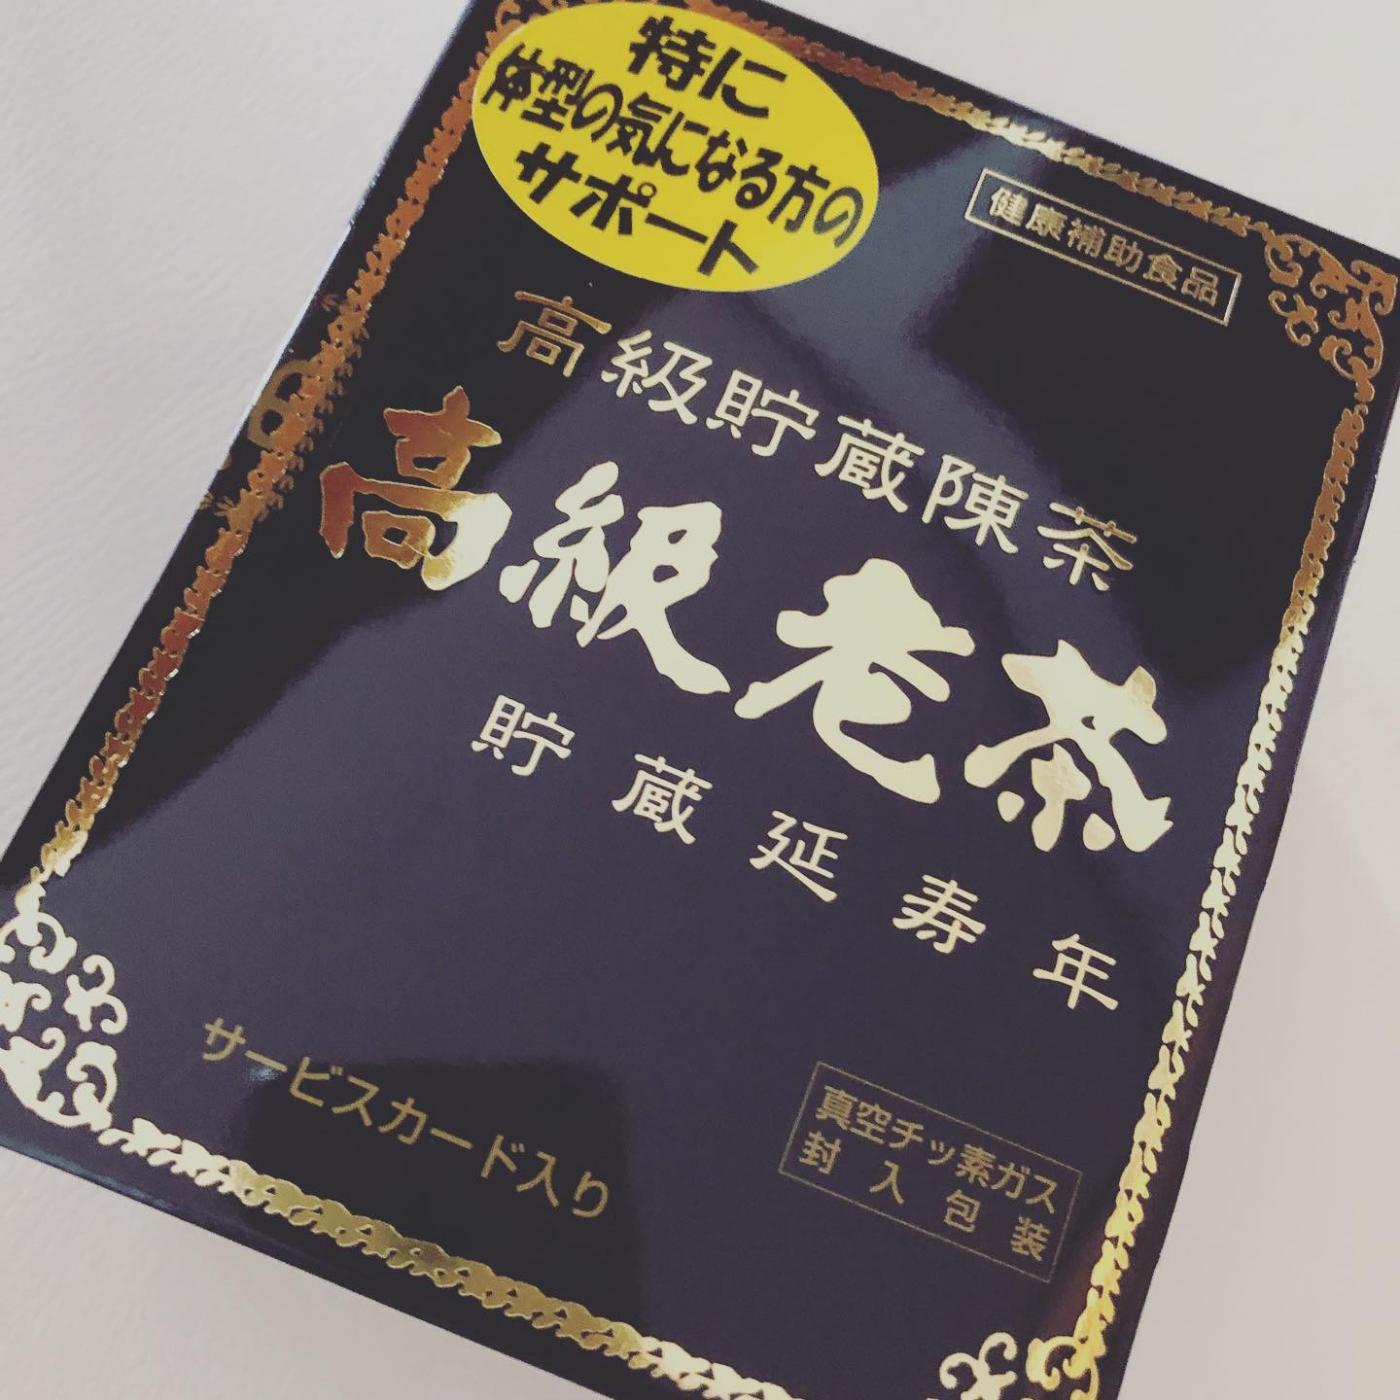 特に
体型の気になる方の
サポート
健康補助食品
高級貯蔵陳茶
高級老茶
貯蔵延寿年
サービスカード入り
真空チッ素ガス
封入包装